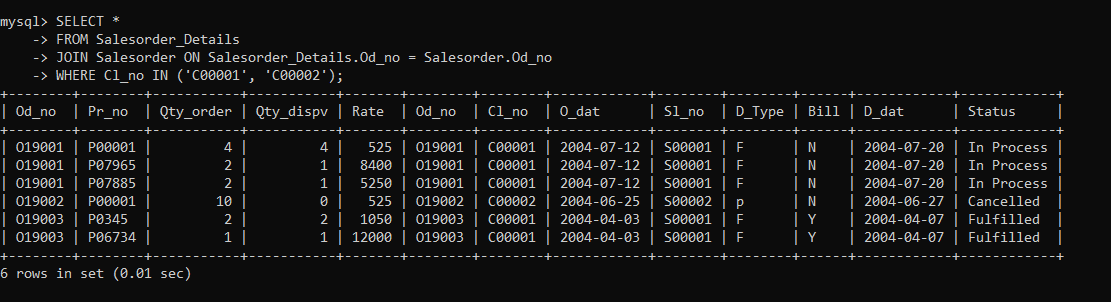 mysql> SELECT *
    -> FROM Salesorder_Details
    -> JOIN Salesorder ON Salesorder_Details.Od_no = Salesorder.Od_no
    -> WHERE Cl_no IN ('C00001', 'C00002');
+--------+--------+-----------+-----------+-------+--------+--------+------------+--------+--------+------+------------+------------+
| Od_no  | Pr_no  | Qty_order | Qty_dispv | Rate  | Od_no  | Cl_no  | O_dat      | Sl_no  | D_Type | Bill | D_dat      | Status     |
+--------+--------+-----------+-----------+-------+--------+--------+------------+--------+--------+------+------------+------------+
| O19001 | P00001 |         4 |         4 |   525 | O19001 | C00001 | 2004-07-12 | S00001 | F      | N    | 2004-07-20 | In Process |
| O19001 | P07965 |         2 |         1 |  8400 | O19001 | C00001 | 2004-07-12 | S00001 | F      | N    | 2004-07-20 | In Process |
| O19001 | P07885 |         2 |         1 |  5250 | O19001 | C00001 | 2004-07-12 | S00001 | F      | N    | 2004-07-20 | In Process |
| O19002 | P00001 |        10 |         0 |   525 | O19002 | C00002 | 2004-06-25 | S00002 | p      | N    | 2004-06-27 | Cancelled  |
| O19003 | P0345  |         2 |         2 |  1050 | O19003 | C00001 | 2004-04-03 | S00001 | F      | Y    | 2004-04-07 | Fulfilled  |
| O19003 | P06734 |         1 |         1 | 12000 | O19003 | C00001 | 2004-04-03 | S00001 | F      | Y    | 2004-04-07 | Fulfilled  |
+--------+--------+-----------+-----------+-------+--------+--------+------------+--------+--------+------+------------+------------+
6 rows in set (0.01 sec)